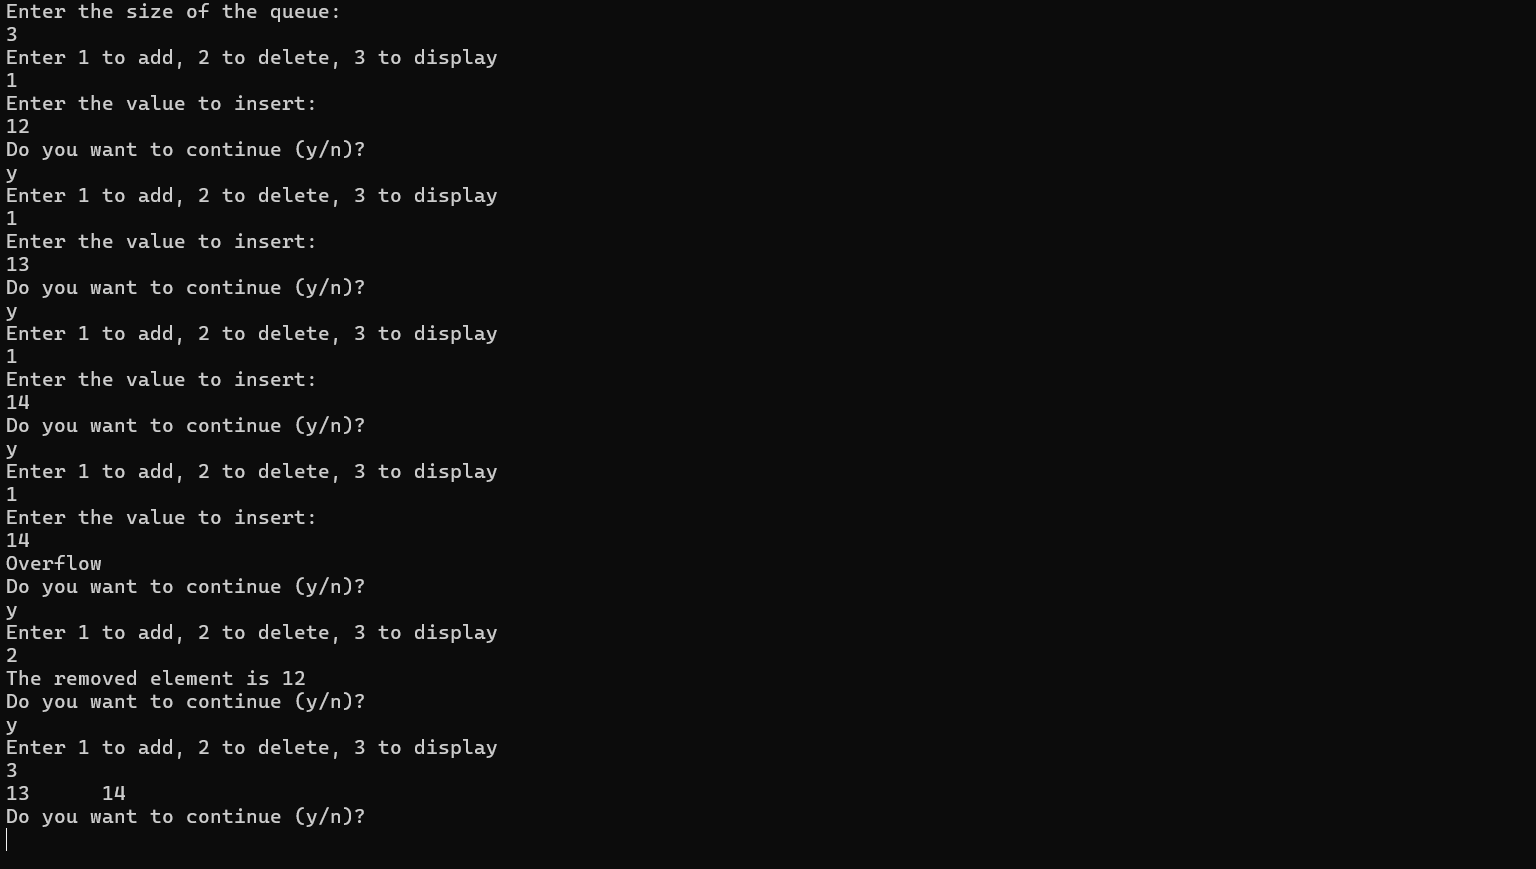 Enter the size of the queue:
3
Enter 1 to add, 2 to delete, 3 to display
1
Enter the value to insert:
12
Do you want to continue (y/n)?
y
Enter 1 to add, 2 to delete, 3 to display
1
Enter the value to insert:
13
Do you want to continue (y/n)?
y
Enter 1 to add, 2 to delete, 3 to display
1
Enter the value to insert:
14
Do you want to continue (y/n)?
y
Enter 1 to add, 2 to delete, 3 to display
1
Enter the value to insert:
14
Overflow
Do you want to continue (y/n)?
y
Enter 1 to add, 2 to delete, 3 to display
2
The removed element is 12
Do you want to continue (y/n)?
y
Enter 1 to add, 2 to delete, 3 to display
3
13      14
Do you want to continue (y/n)?